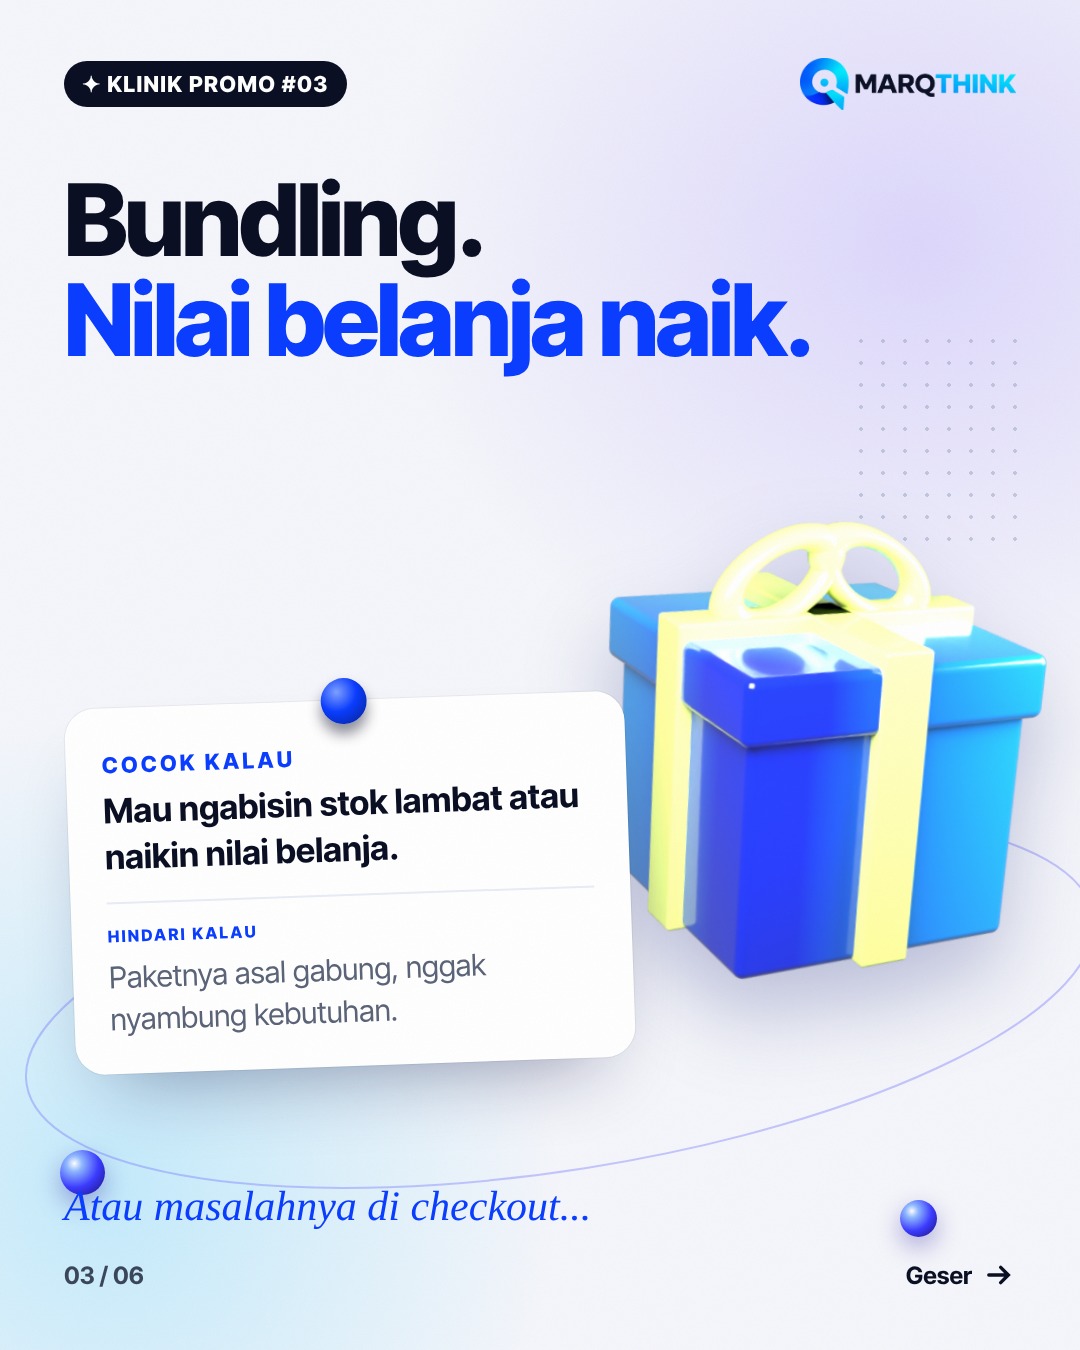 ✦ KLINIK PROMO #03
MARQTHINK
Bundling.
Nilai belanja naik.
COCOK KALAU
Mau ngabisin stok lambat atau
naikin nilai belanja.
HINDARI KALAU
Paketnya asal gabung, nggak
nyambung kebutuhan.
Atau masalahnya di checkout...
03 / 06
Geser →